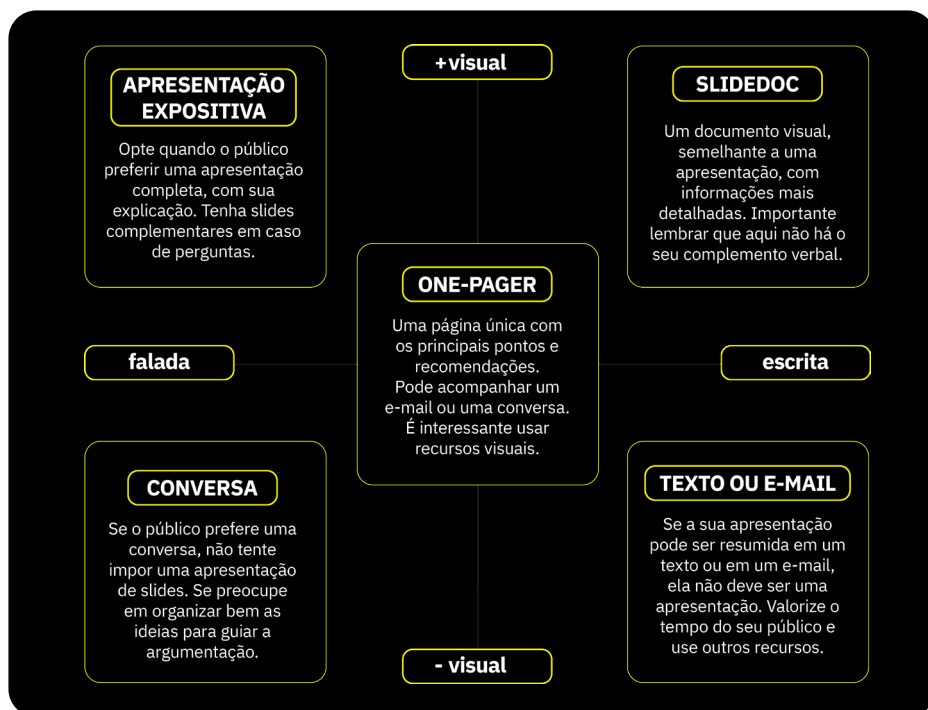 +visual
APRESENTAÇÃO
EXPOSITIVA
Opte quando o público
preferir uma apresentação
completa, com sua
explicação. Tenha slides
complementares em caso
de perguntas.
SLIDEDOC
Um documento visual,
semelhante a uma
apresentação, com
informações mais
detalhadas. Importante
lembrar que aqui não há o
seu complemento verbal.
ONE-PAGER
Uma página única com
os principais pontos e
recomendações.
Pode acompanhar um
e-mail ou uma conversa.
É interessante usar
recursos visuais.
falada
escrita
CONVERSA
Se o público prefere uma
conversa, não tente
impor uma apresentação
de slides. Se preocupe
em organizar bem as
ideias para guiar a
argumentação.
TEXTO OU E-MAIL
Se a sua apresentação
pode ser resumida em um
texto ou em um e-mail,
ela não deve ser uma
apresentação. Valorize o
tempo do seu público e
use outros recursos.
- visual